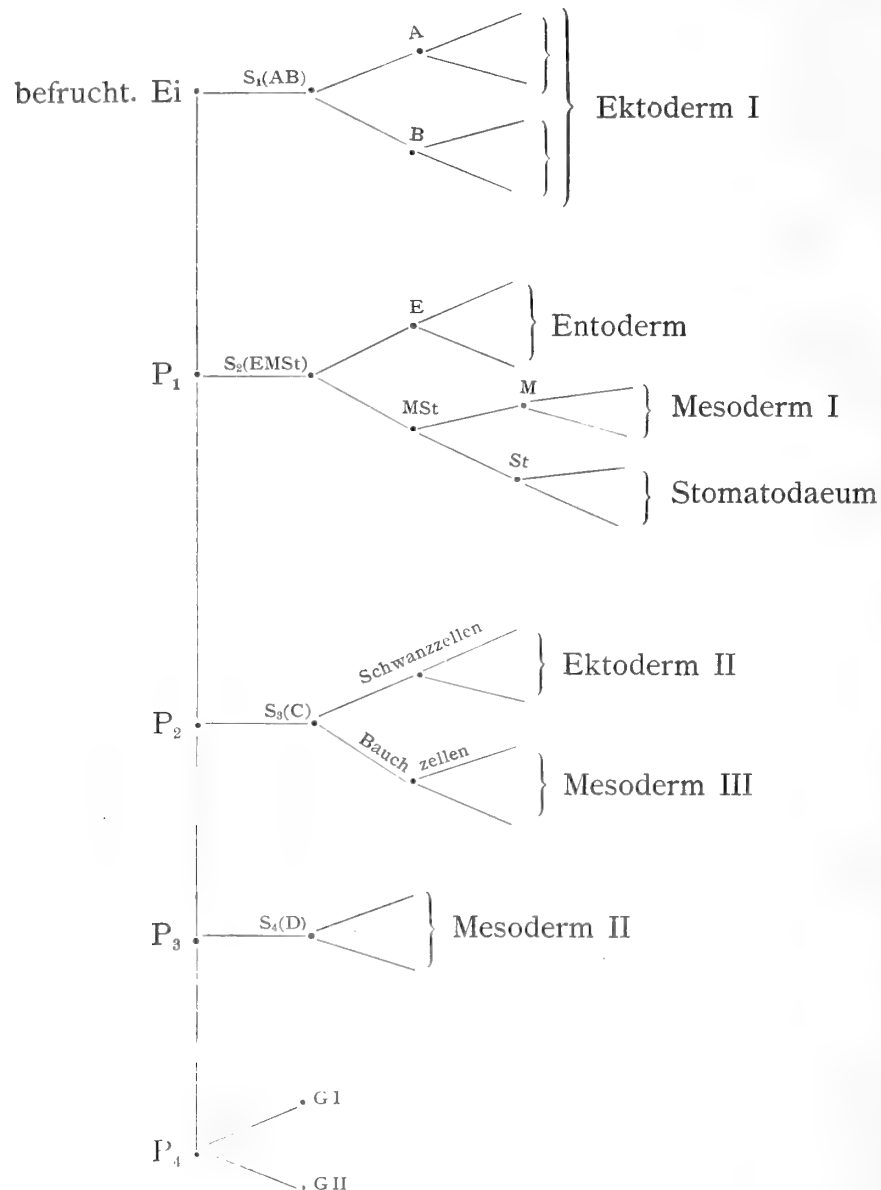 A
befrucht. Ei
S₁(AB)
Ektoderm I
B
E
Entoderm
P₁
S₂(EMSt)
M
MSt
Mesoderm I
St
Stomatodaeum
Schwanzzellen
Ektoderm II
P₂
S₃(C)
Bauch zellen
Mesoderm III
P₃
S₄(D)
Mesoderm II
G I
P₄
G II